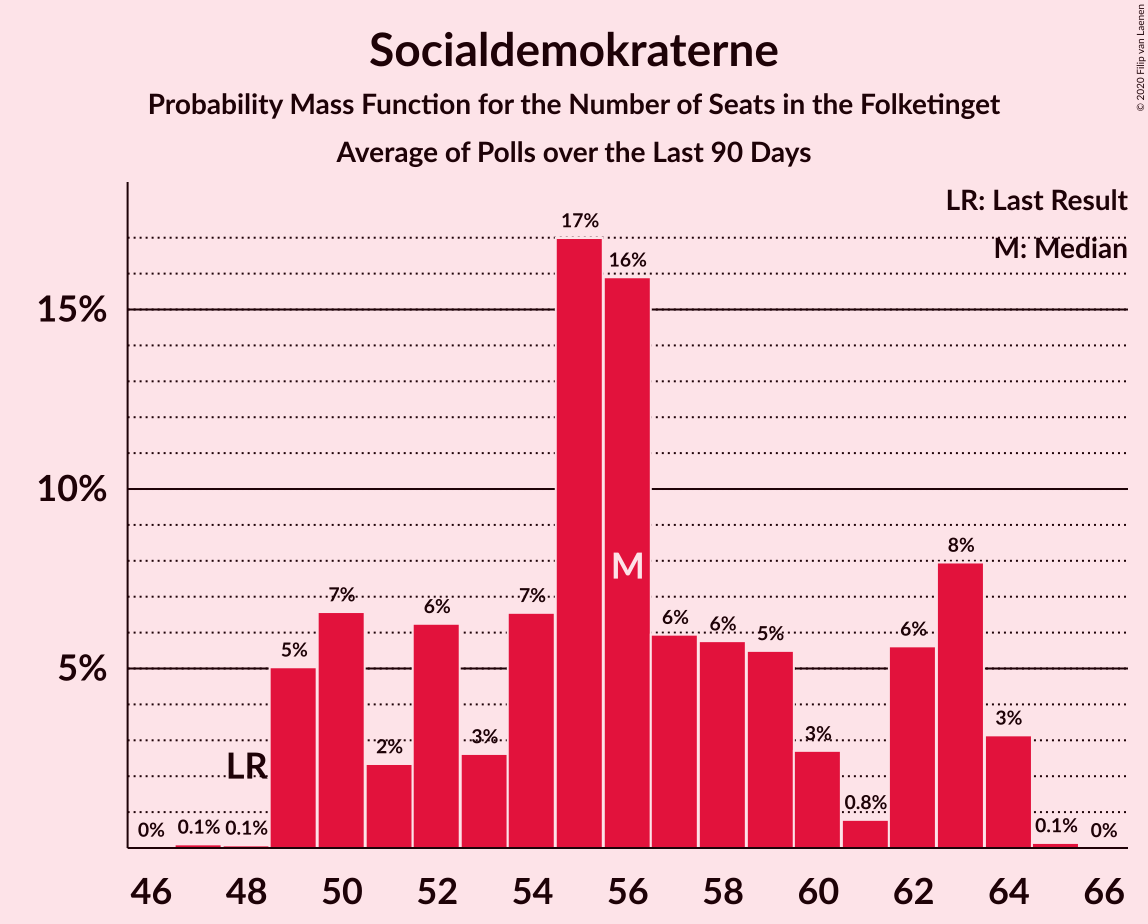 Socialdemokraterne
Probability Mass Function for the Number of Seats in the Folketinget
Average of Polls over the Last 90 Days
© 2020 Filip van Laenen
LR: Last Result
M: Median
17%
16%
15%
10%
M
8%
7%
7%
6%
6%
6%
6%
5%
5%
5%
3%
3%
3%
2%
LR
0.8%
0%
0.1%
0.1%
0.1%
0%
46 48 50 52 54 56 58 60 62 64 66